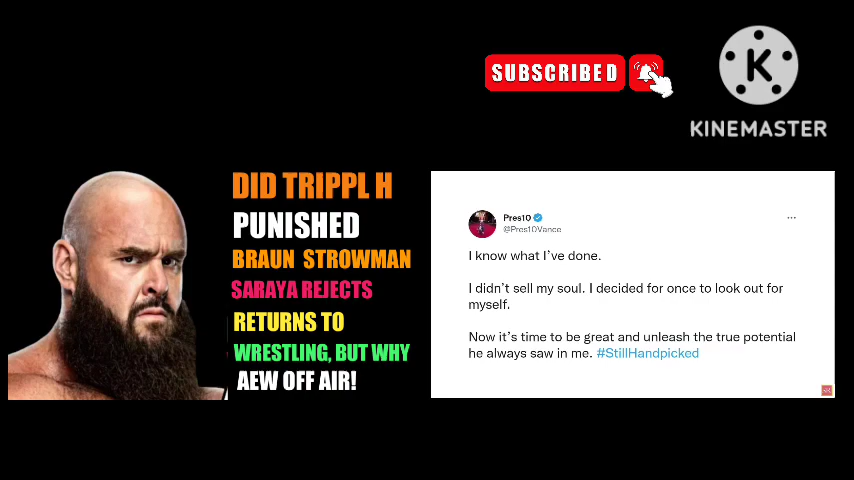 SUBSCRIBED
K
KINEMASTER
DID TRIPPL H
PUNISHED
BRAUN STROWMAN
SARAYA REJECTS
RETURNS TO
WRESTLING, BUT WHY
AEW OFF AIR!
Pres10
@Pres10Vance
I know what I've done.
I didn't sell my soul. I decided for once to look out for
myself.
Now it's time to be great and unleash the true potential
he always saw in me. #StillHandpicked